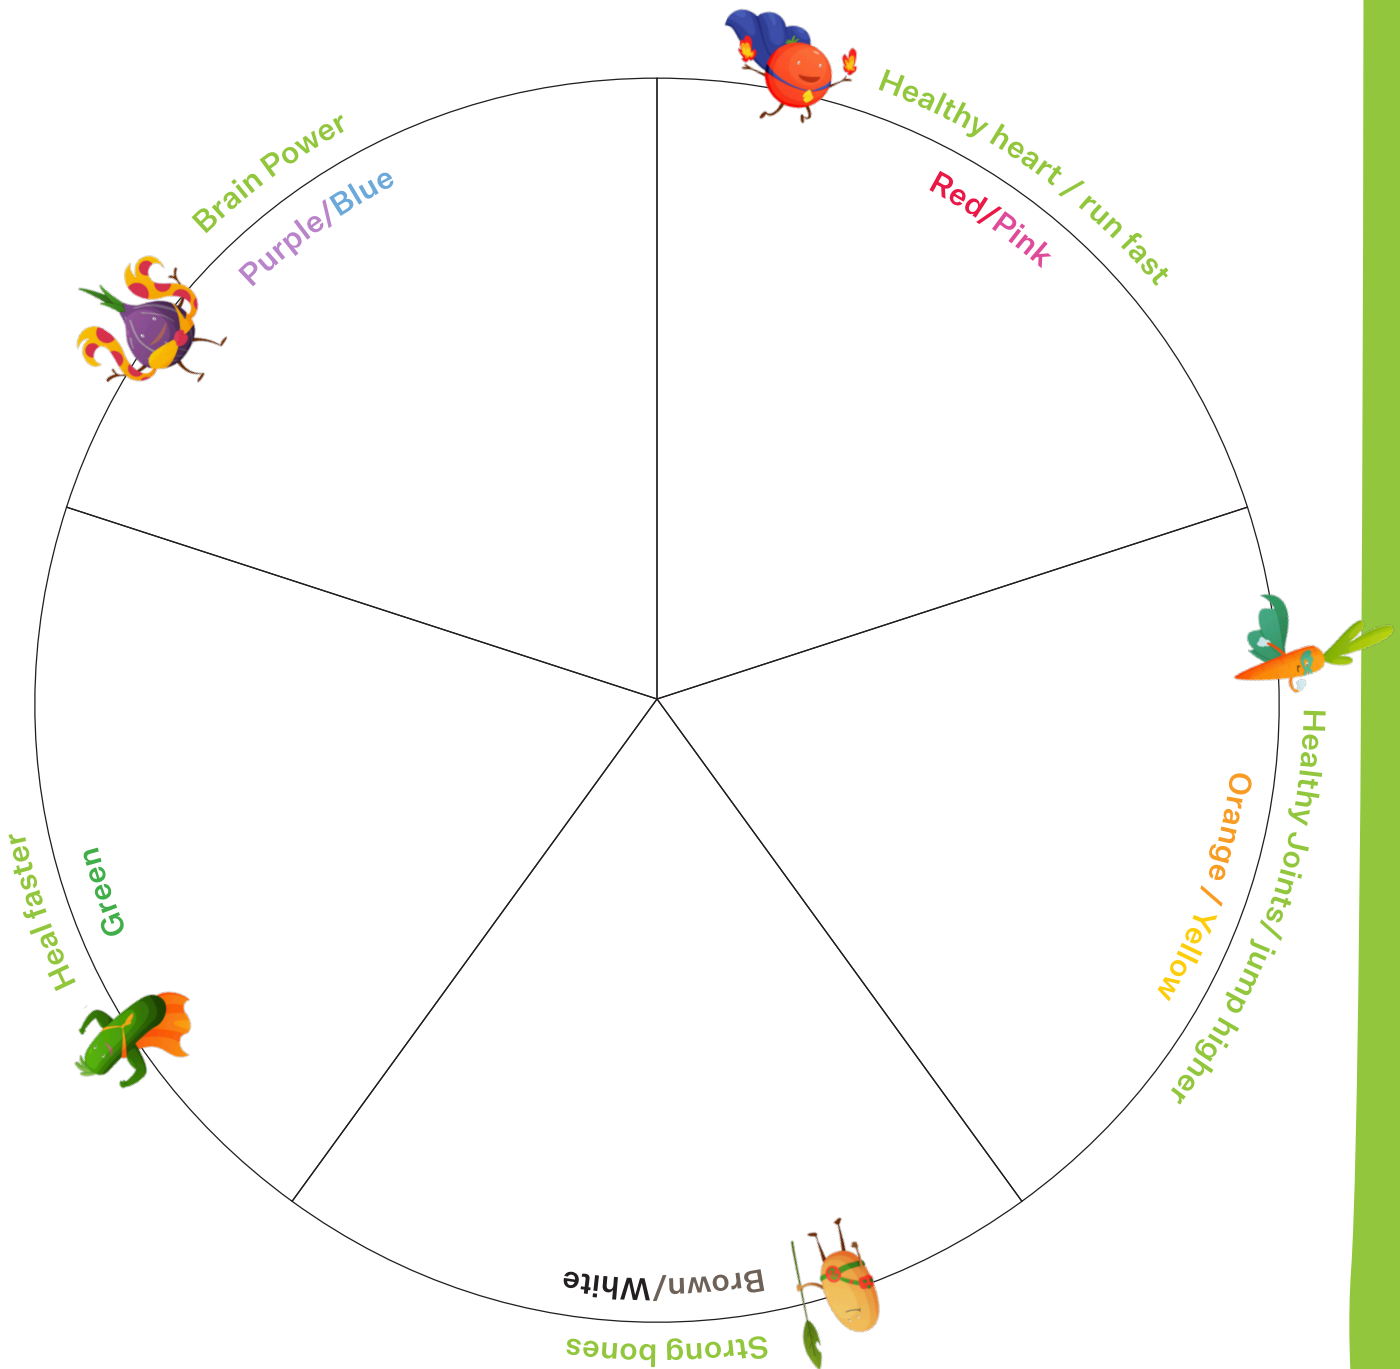 Healthy heart / run fast
Red/Pink
Healthy Joints/ jump higher
Orange / Yellow
Strong bones
Brown/White
Heal faster
Green
Brain Power
Purple/Blue